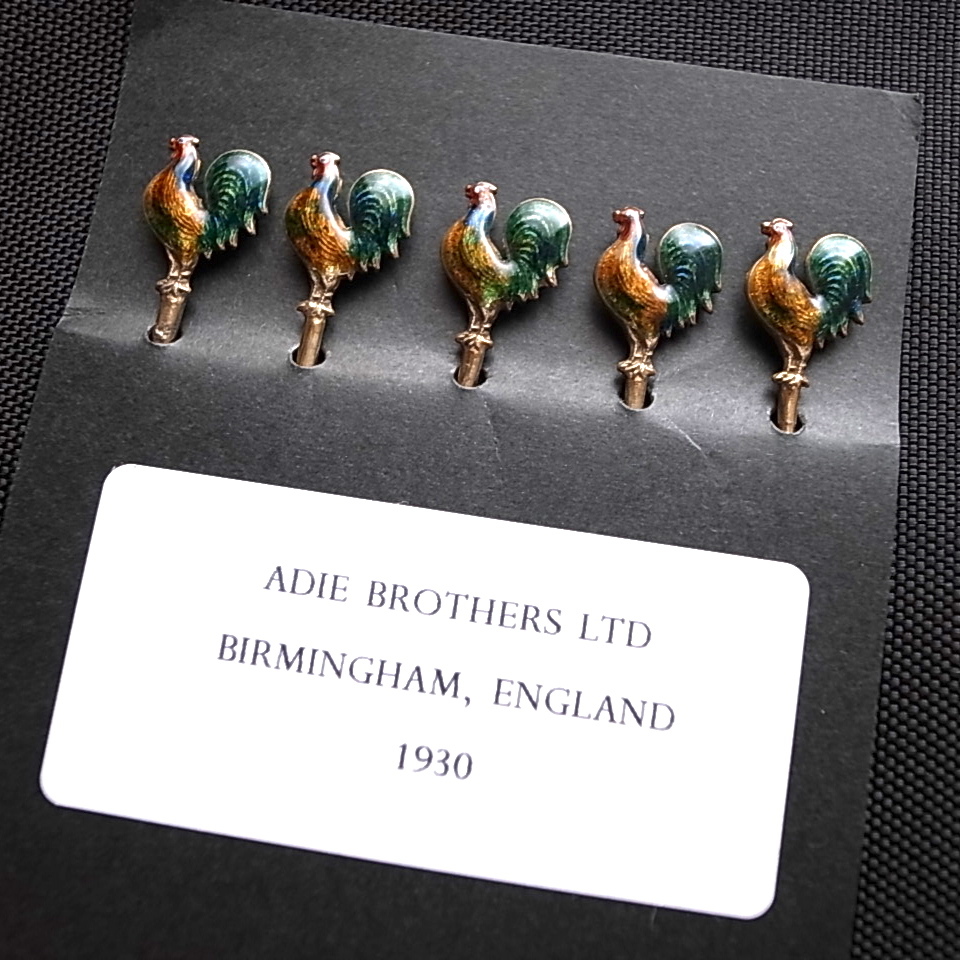 ADIE BROTHERS LTD
BIRMINGHAM, ENGLAND
1930